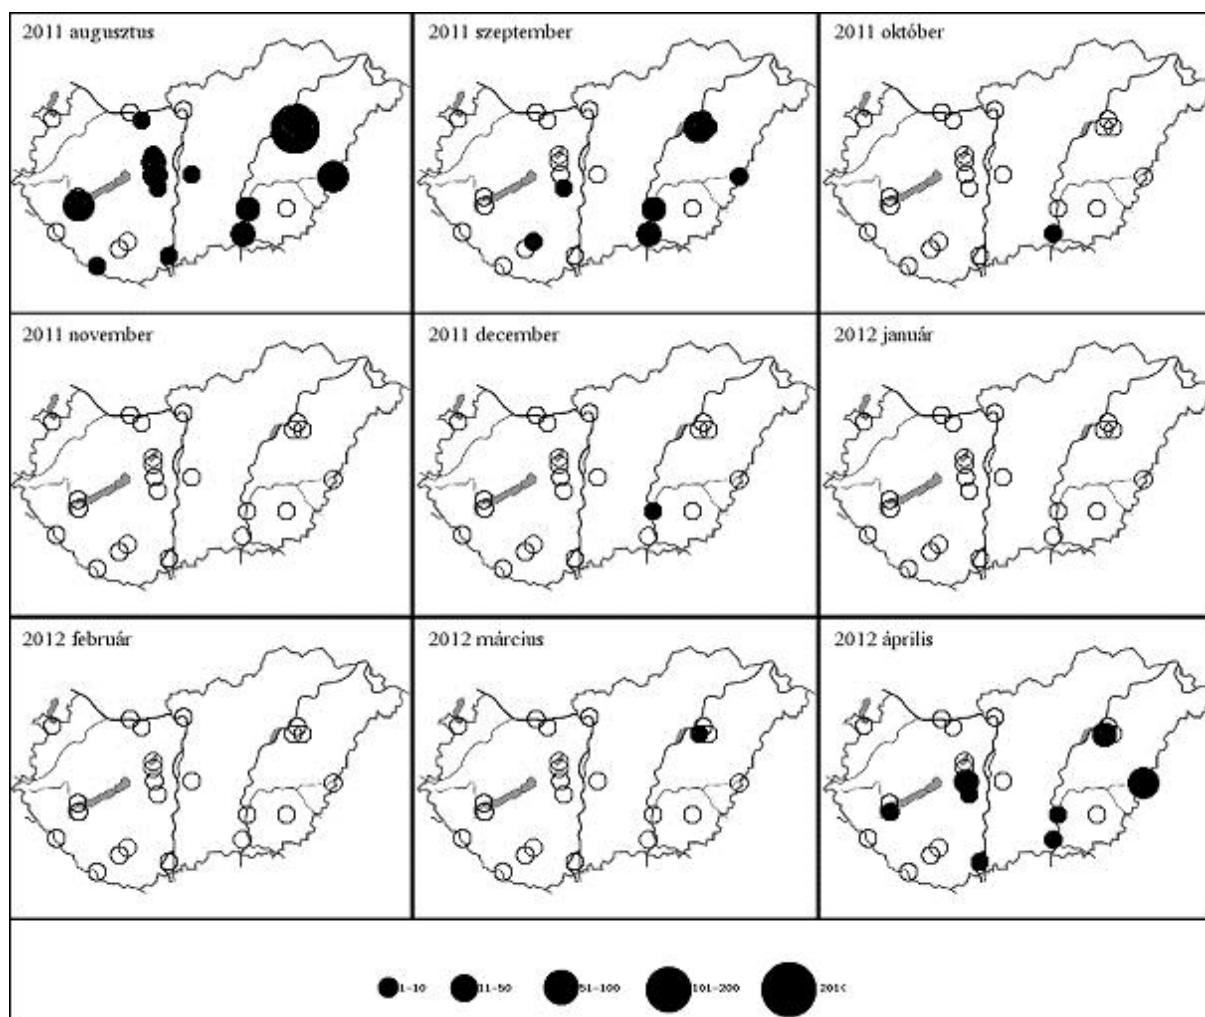 2011 augusztus
2011 szeptember
2011 október
2011 november
2011 december
2012 január
2012 február
2012 március
2012 április
1-10
11-50
51-100
101-200
201<